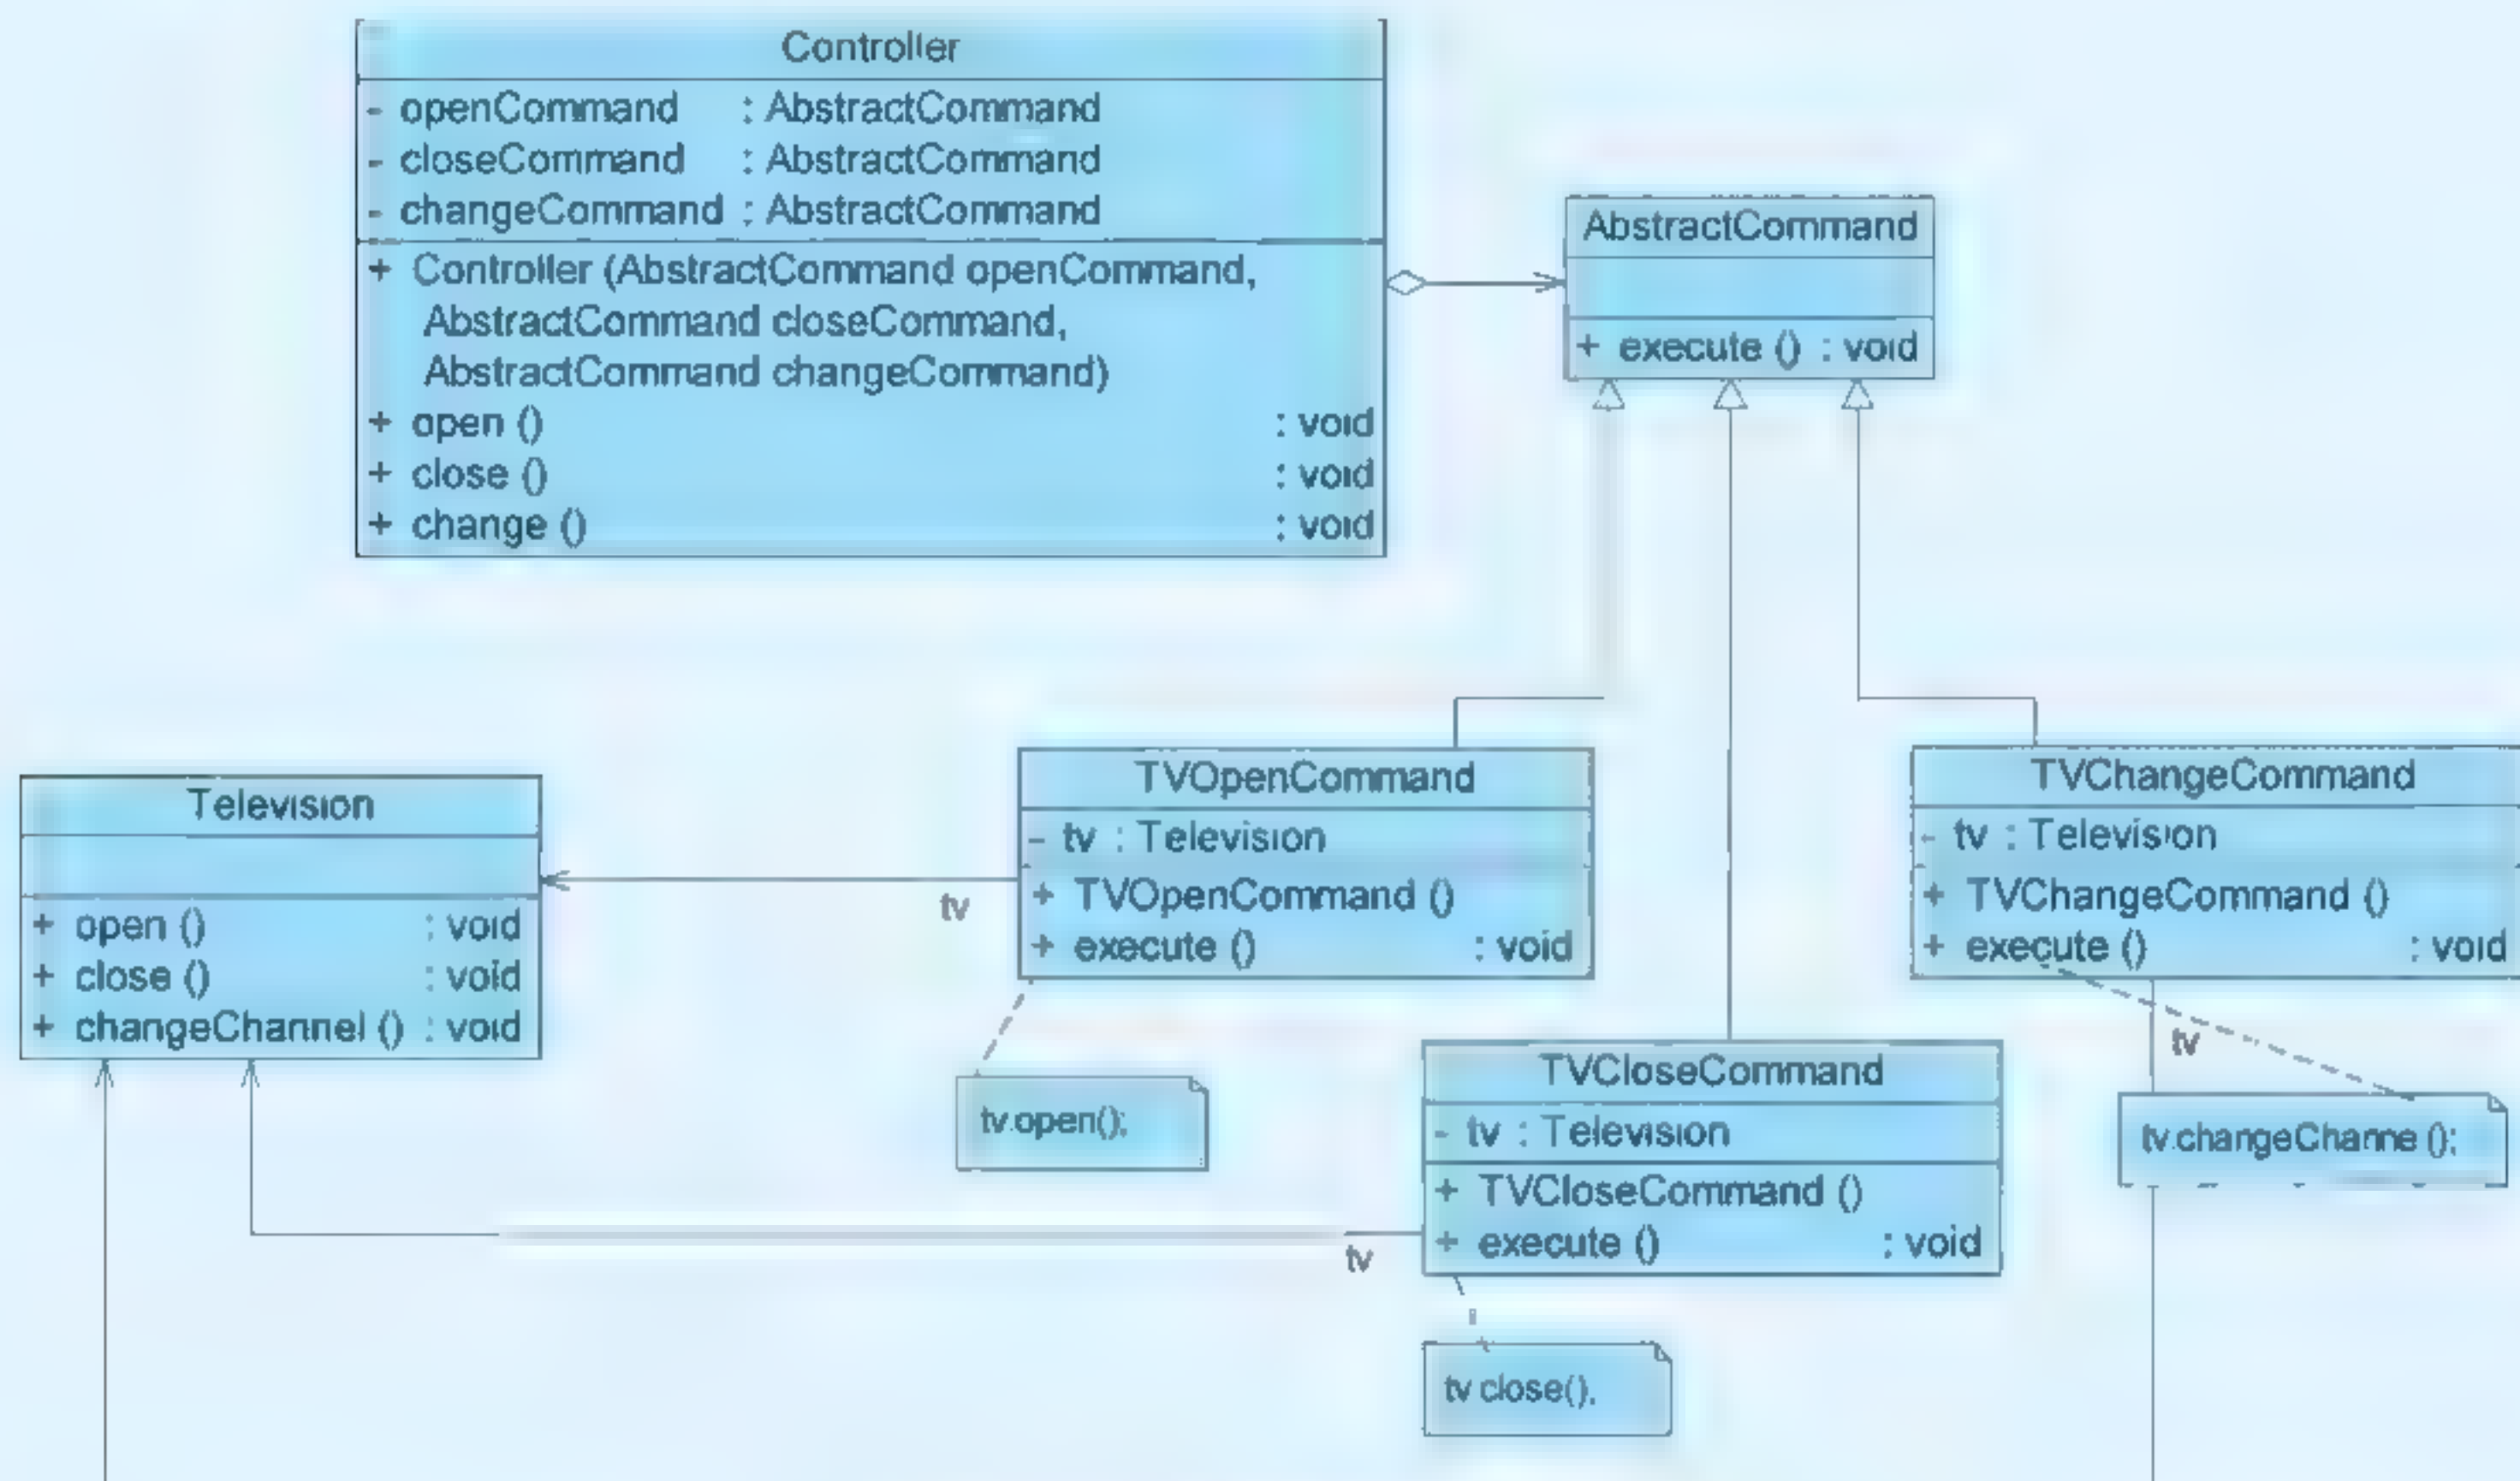 Controller
- openCommand : AbstractCommand
- closeCommand : AbstractCommand
- changeCommand : AbstractCommand
+ Controller (AbstractCommand openCommand,
AbstractCommand closeCommand,
AbstractCommand changeCommand)
+ open () : void
+ close () : void
+ change () : void
AbstractCommand
+ execute () : void
Television
+ open () : void
+ close () : void
+ changeChannel () : void
TVOpenCommand
- tv : Television
+ TVOpenCommand ()
+ execute () : void
tv
tv.open();
TVChangeCommand
- tv : Television
+ TVChangeCommand ()
+ execute () : void
tv
tv.changeChanne ();
TVCloseCommand
- tv : Television
+ TVCloseCommand ()
+ execute () : void
tv
tv close(),